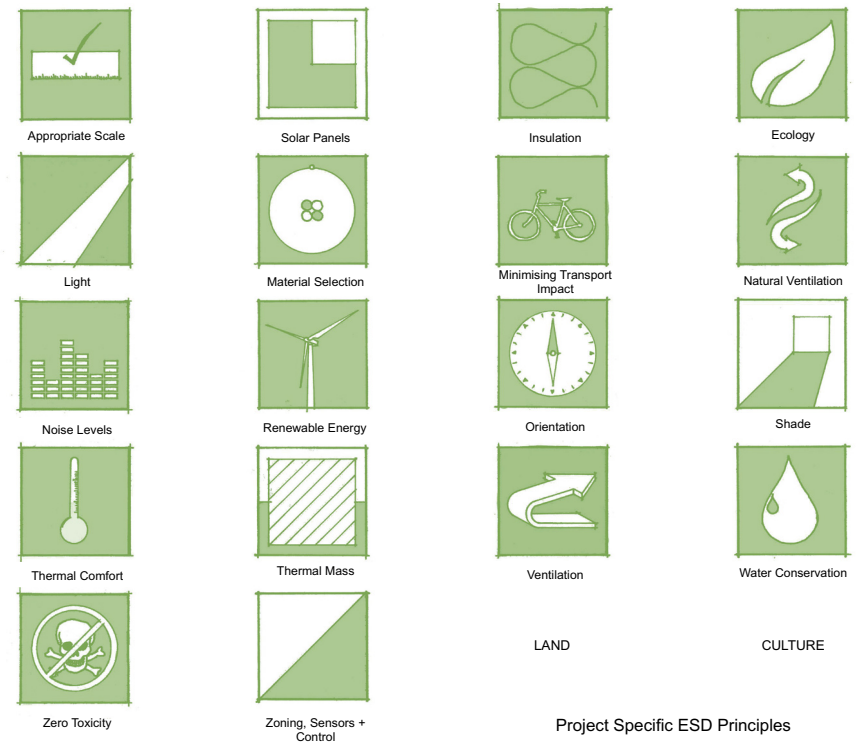 Appropriate Scale
Solar Panels
Insulation
Ecology
Light
Material Selection
Minimising Transport
Impact
Natural Ventilation
Noise Levels
Renewable Energy
Orientation
Shade
Thermal Comfort
Thermal Mass
Ventilation
Water Conservation
Zero Toxicity
Zoning, Sensors +
Control
LAND
CULTURE
Project Specific ESD Principles